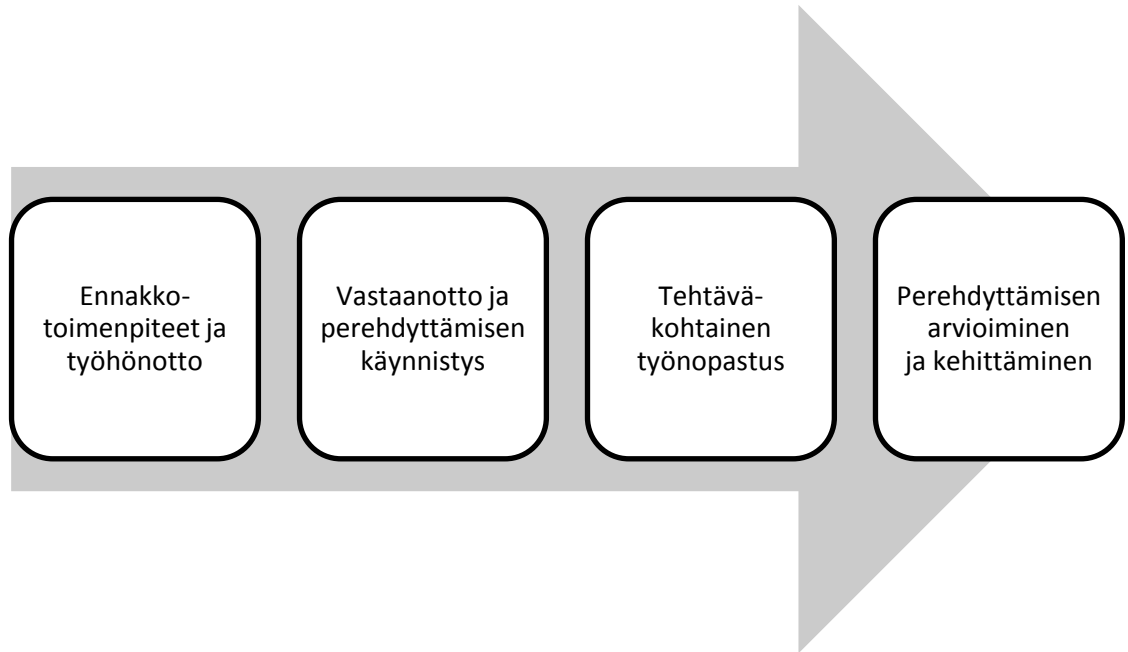 Ennakko-
toimenpiteet ja
työhönotto
Vastaanotto ja
perehdyttämisen
käynnistys
Tehtävä-
kohtainen
työnopastus
Perehdyttämisen
arvioiminen
ja kehittäminen